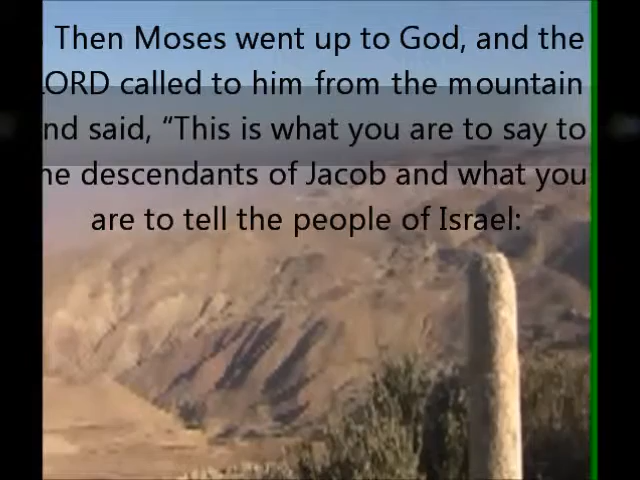 Then Moses went up to God, and the
LORD called to him from the mountain
nd said, “This is what you are to say to
he descendants of Jacob and what you
are to tell the people of Israel: